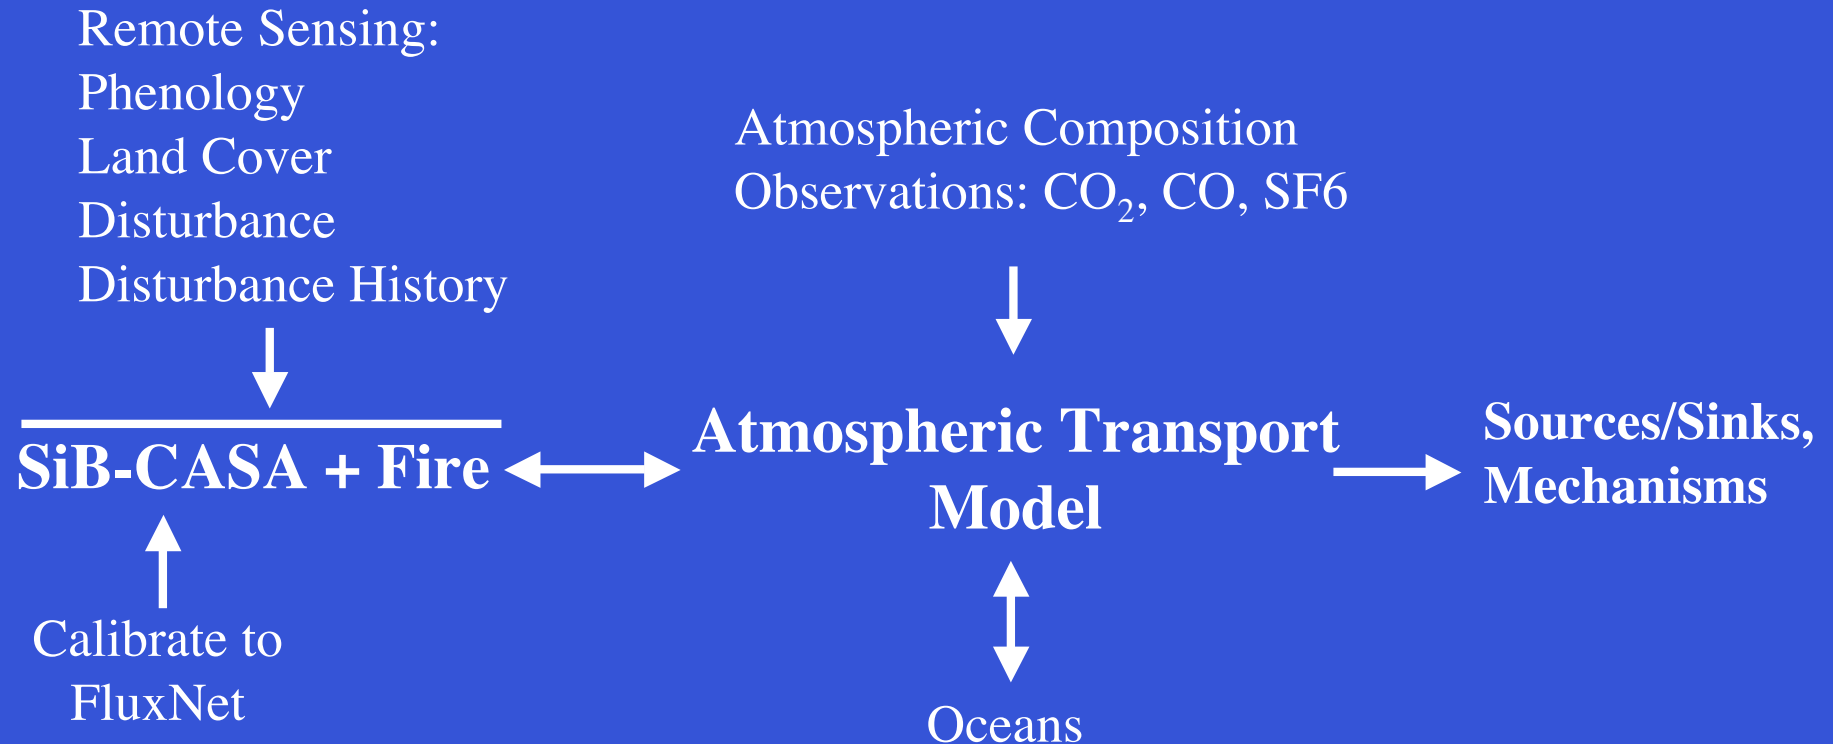 Remote Sensing:
Phenology
Land Cover
Disturbance
Disturbance History
Atmospheric Composition
Observations: CO₂, CO, SF6
SiB-CASA + Fire
Atmospheric Transport
Model
Sources/Sinks,
Mechanisms
Calibrate to
FluxNet
Oceans